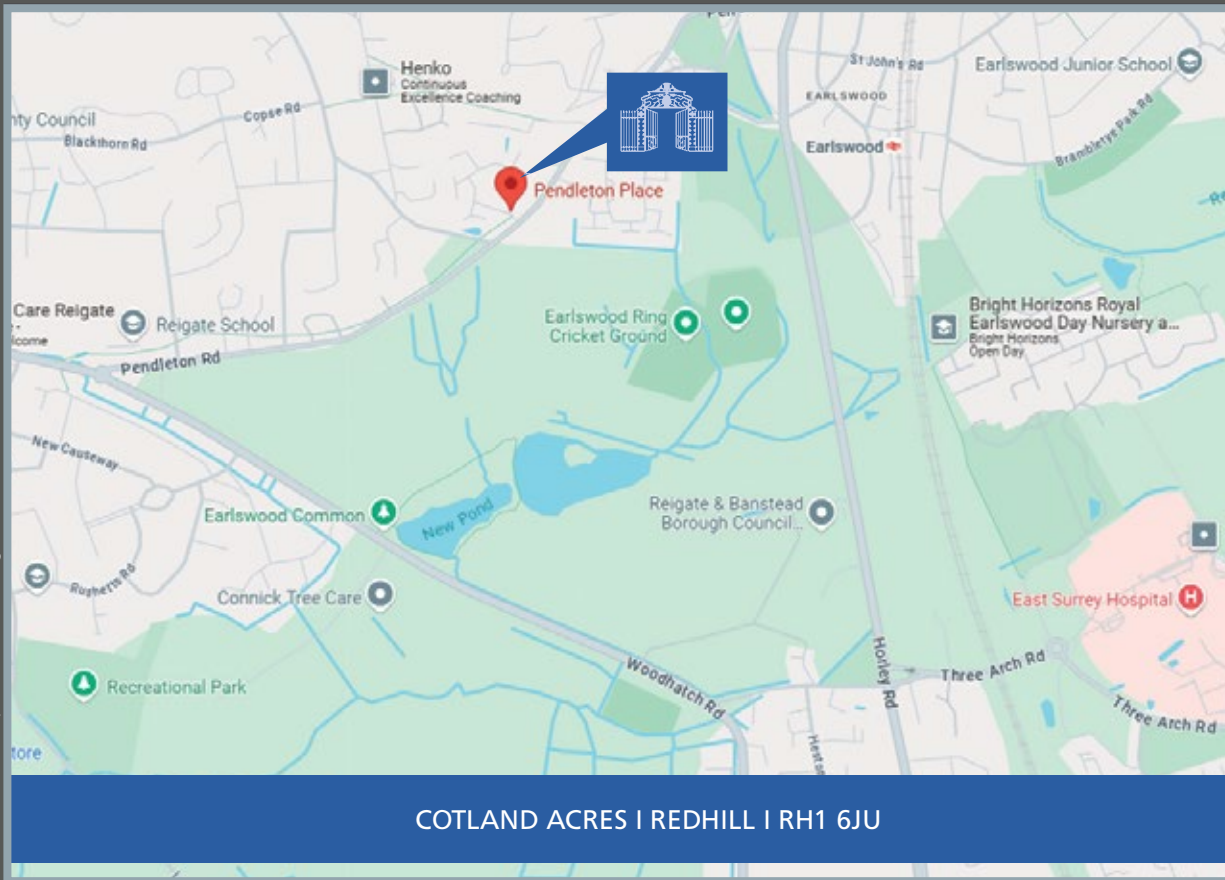 PEN
St John's Rd
Earlswood Junior School
Henko
Continuous
Excellence Coaching
EARLSWOOD
nty Council
Copse Rd
Blackthorn Rd
Earlswood
Brambletye Park Rd
Pendleton Place
Re
Care Reigate
-
lcome
Reigate School
Earlswood Ring
Cricket Ground
Bright Horizons Royal
Earlswood Day Nursery a...
Bright Horizons
Open Day
Pendleton Rd
New Causeway
Earlswood Common
New Pond
Reigate & Banstead
Borough Council...
Rushetts Rd
Connick Tree Care
East Surrey Hospital
H
Recreational Park
Woodhatch Rd
Horley Rd
Three Arch Rd
Three Arch Rd
tore
COTLAND ACRES I REDHILL I RH1 6JU